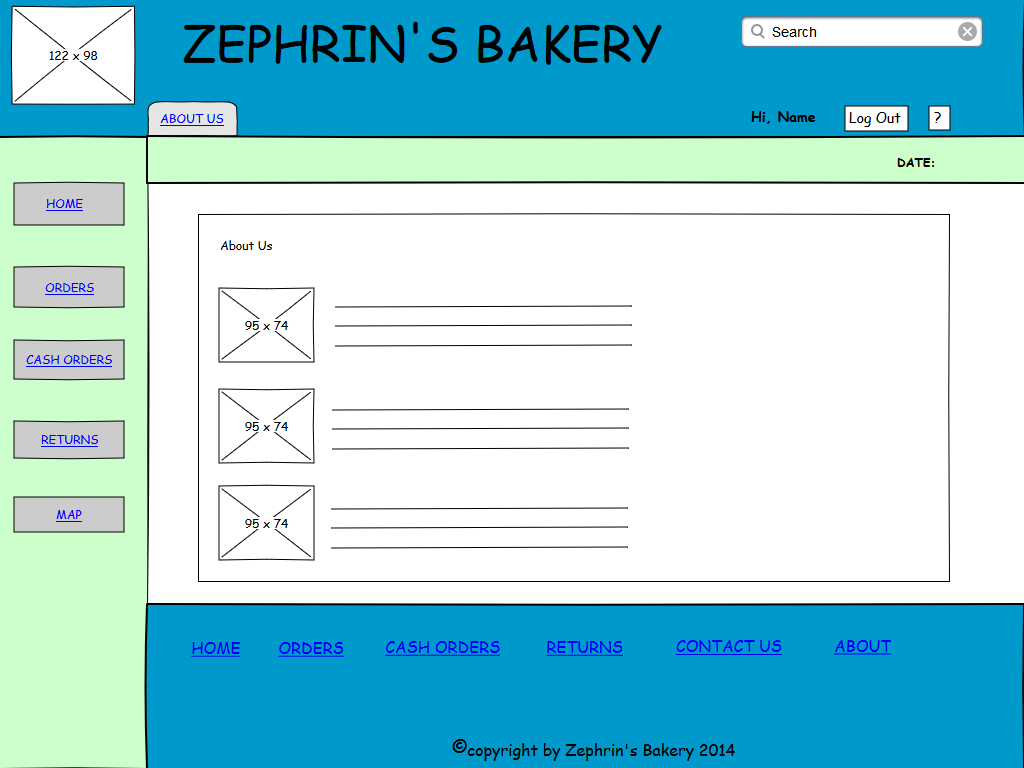 122 x 98
ZEPHRIN'S BAKERY
Search
ABOUT US
Hi, Name
Log Out
?
DATE:
HOME
ORDERS
CASH ORDERS
RETURNS
MAP
About Us
95 x 74
95 x 74
95 x 74
HOME ORDERS CASH ORDERS RETURNS CONTACT US ABOUT
©copyright by Zephrin's Bakery 2014